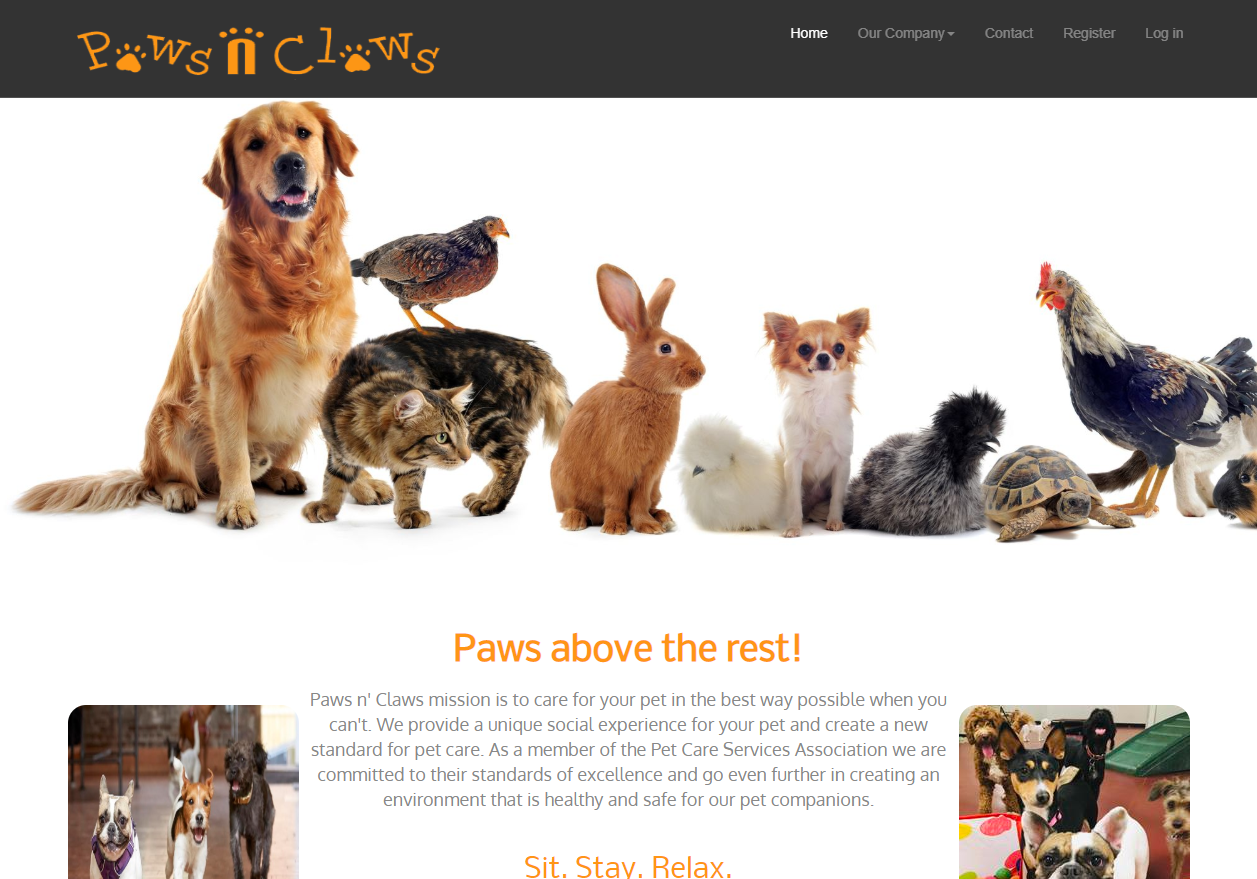 Paws n Claws
Home Our Company Contact Register Log in
Paws above the rest!
Paws n' Claws mission is to care for your pet in the best way possible when you
can't. We provide a unique social experience for your pet and create a new
standard for pet care. As a member of the Pet Care Services Association we are
committed to their standards of excellence and go even further in creating an
environment that is healthy and safe for our pet companions.
Sit. Stay. Relax.